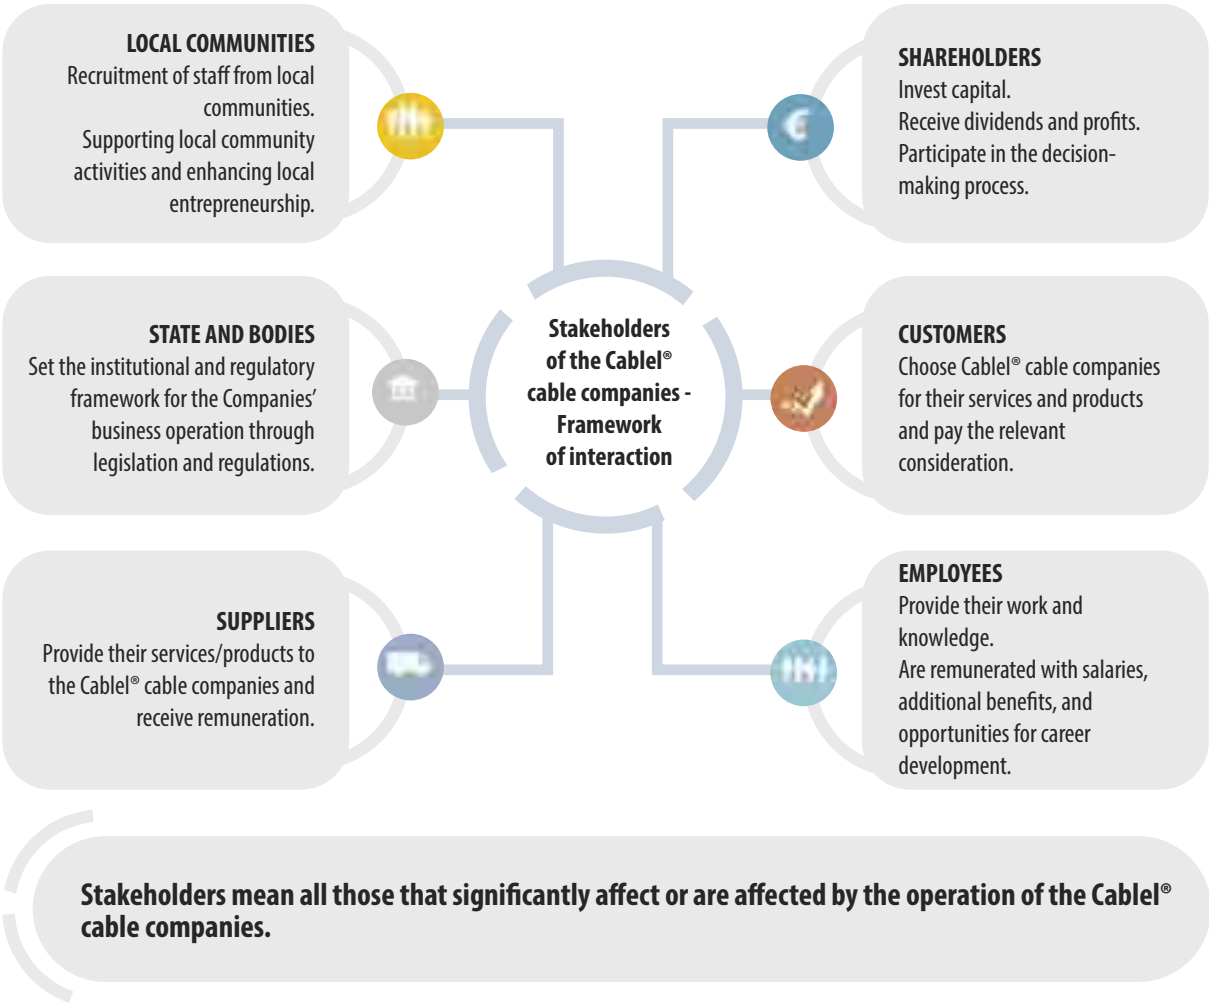 LOCAL COMMUNITIES
Recruitment of staff from local
communities.
Supporting local community
activities and enhancing local
entrepreneurship.
SHAREHOLDERS
Invest capital.
Receive dividends and profits.
Participate in the decision-
making process.
STATE AND BODIES
Set the institutional and regulatory
framework for the Companies’
business operation through
legislation and regulations.
Stakeholders
of the Cablel®
cable companies -
Framework
of interaction
CUSTOMERS
Choose Cablel® cable companies
for their services and products
and pay the relevant
consideration.
SUPPLIERS
Provide their services/products to
the Cablel® cable companies and
receive remuneration.
EMPLOYEES
Provide their work and
knowledge.
Are remunerated with salaries,
additional benefits, and
opportunities for career
development.
Stakeholders mean all those that significantly affect or are affected by the operation of the Cablel®
cable companies.